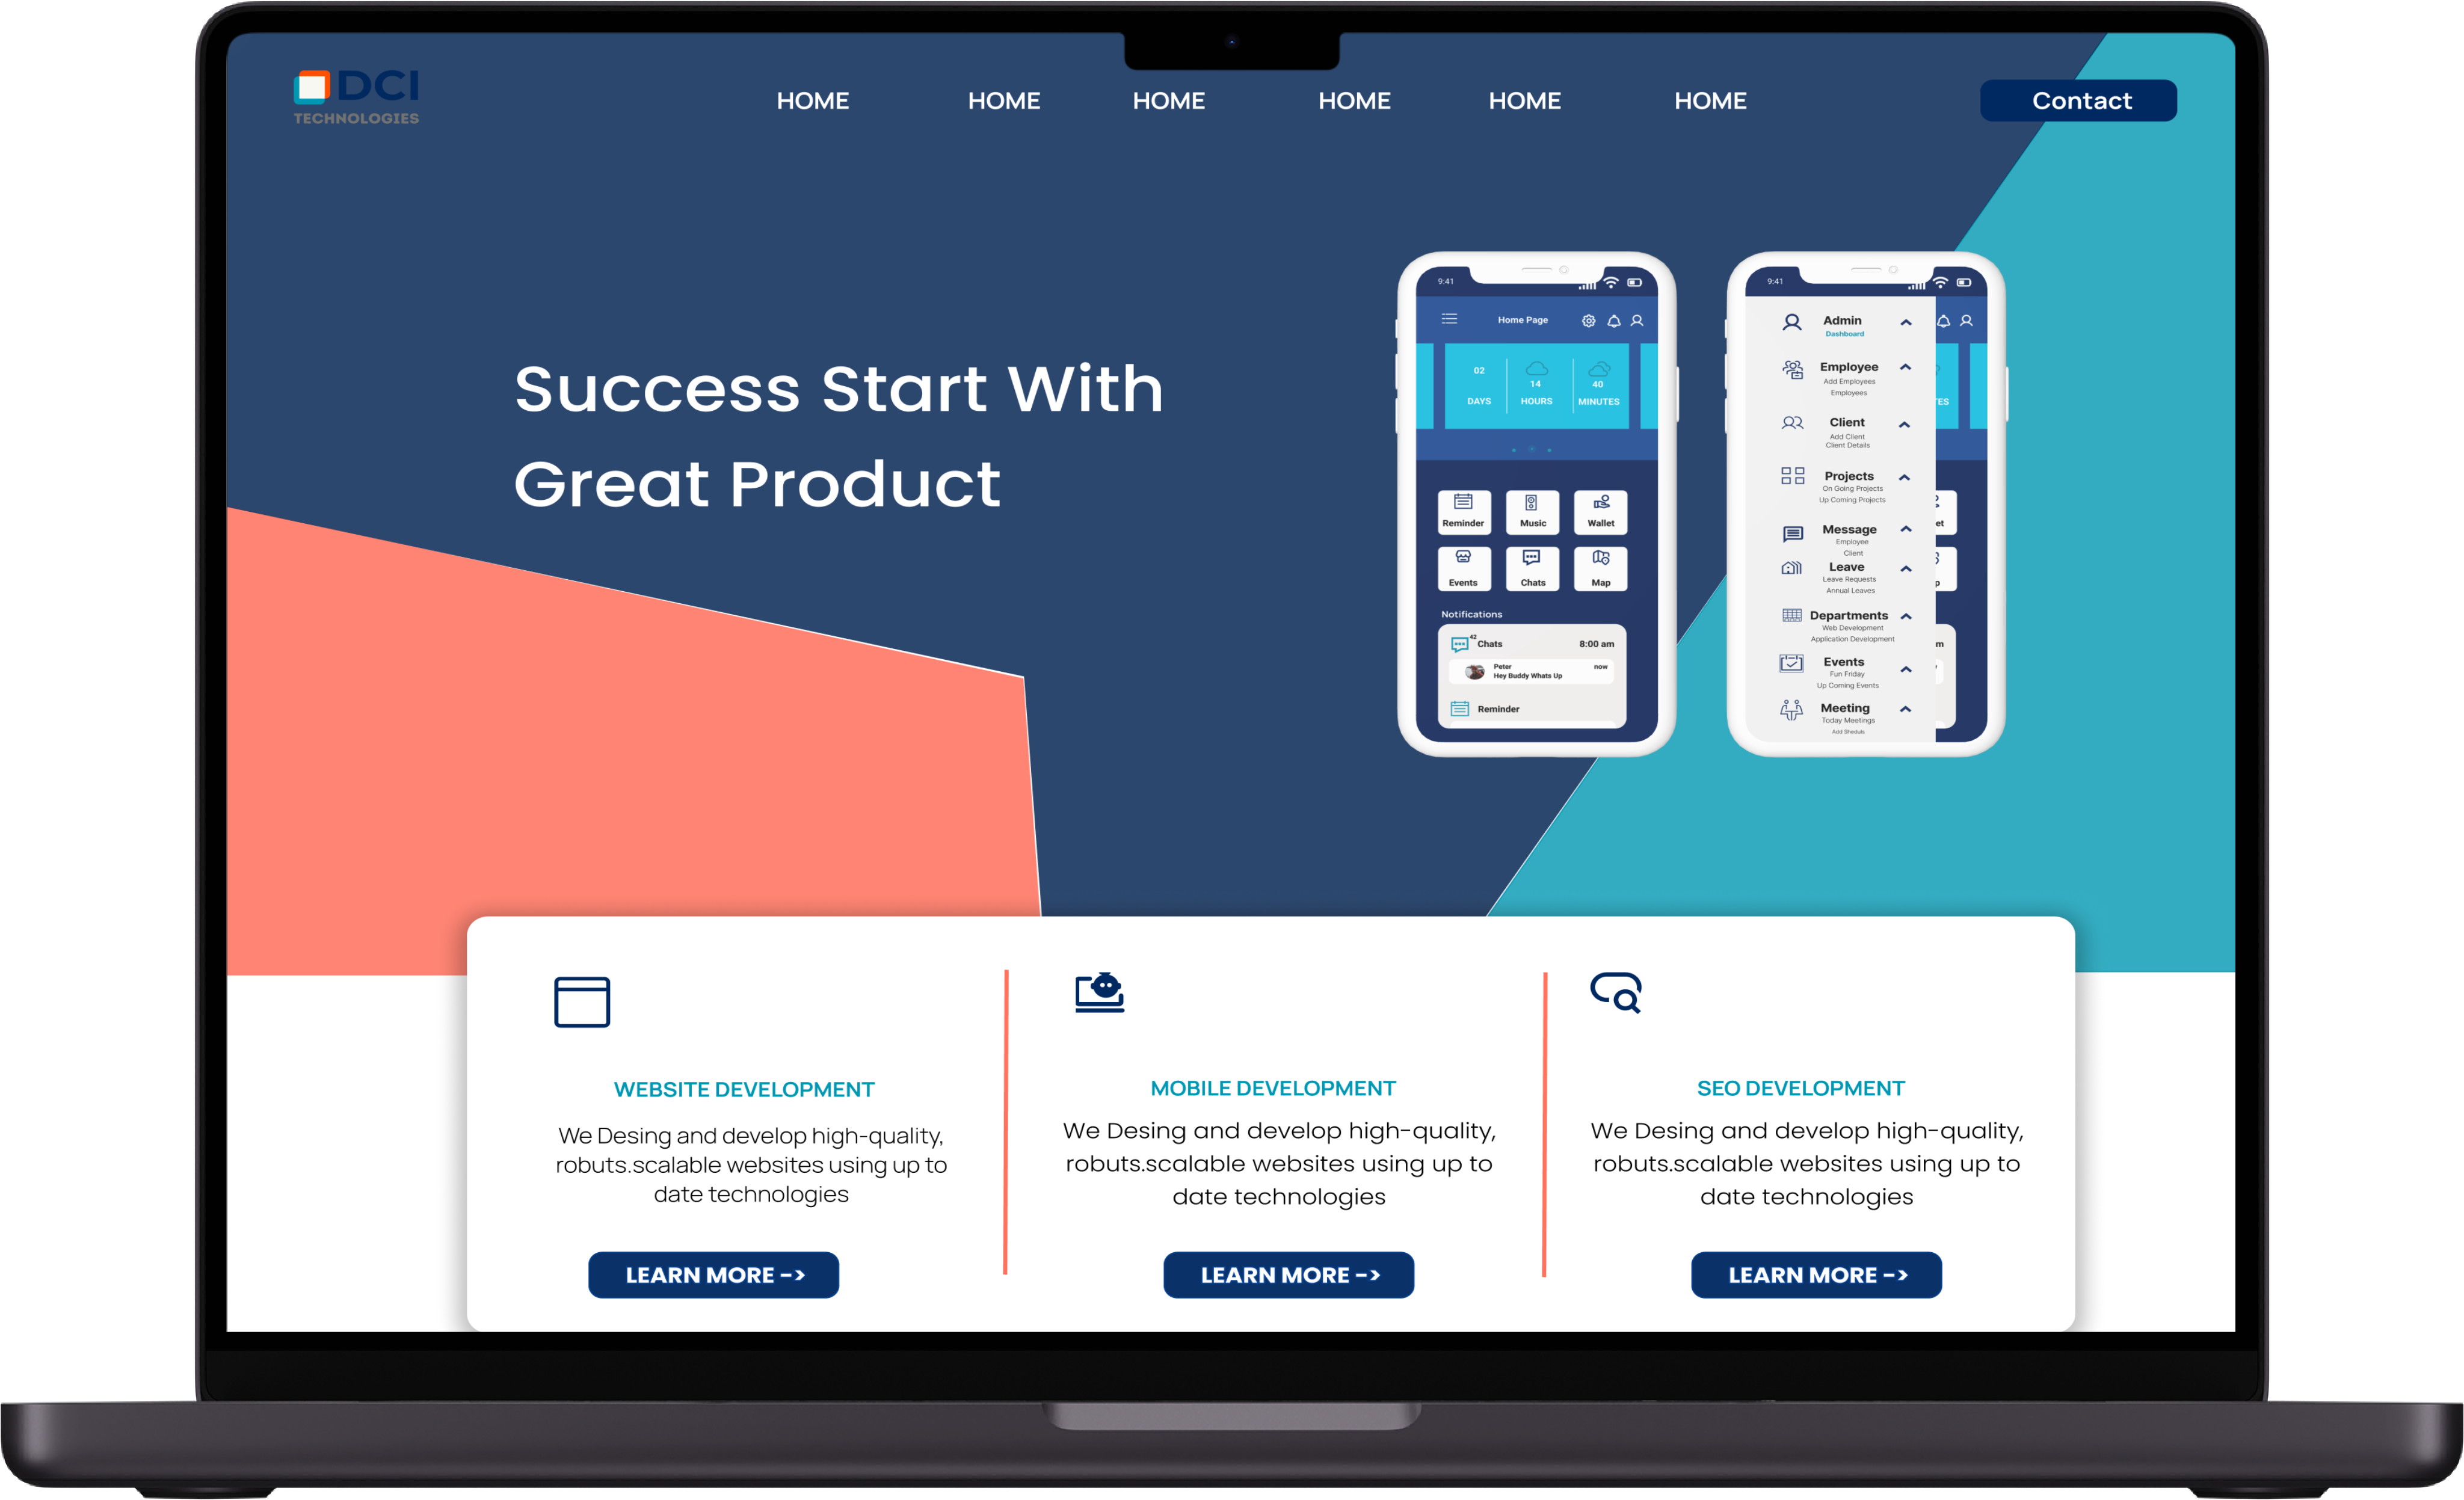 DCI
TECHNOLOGIES
HOME HOME HOME HOME HOME HOME
Contact
Success Start With
Great Product
9:41
Home Page
02 14 40
DAYS HOURS MINUTES
Reminder Music Wallet
Events Chats Map
Notifications
42
Chats 8:00 am
Peter now
Hey Buddy Whats Up
Reminder
9:41
Admin
Dashboard
Employee
Add Employees
Employees
TES
Client
Add Client
Client Details
Projects
On Going Projects
Up Coming Projects
et
Message
Employee
Client
Leave
Leave Requests
Annual Leaves
p
Departments
Web Development
Application Development
m
Events
Fun Friday
Up Coming Events
Meeting
Today Meetings
Add Sheduls
WEBSITE DEVELOPMENT
We Desing and develop high-quality,
robuts.scalable websites using up to
date technologies
LEARN MORE ->
MOBILE DEVELOPMENT
We Desing and develop high-quality,
robuts.scalable websites using up to
date technologies
LEARN MORE ->
SEO DEVELOPMENT
We Desing and develop high-quality,
robuts.scalable websites using up to
date technologies
LEARN MORE ->